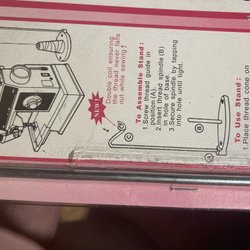 Double soil ensuring
the thread never falls
out while sewing!
NEW!
To Assemble Stand:
1. Screw thread guide in
position (A).
2. Insert thread spindle (B)
in hole of base.
3. Secure spindle by tapping
into hole until tight.
To Use Stand:
1. Place thread cone on